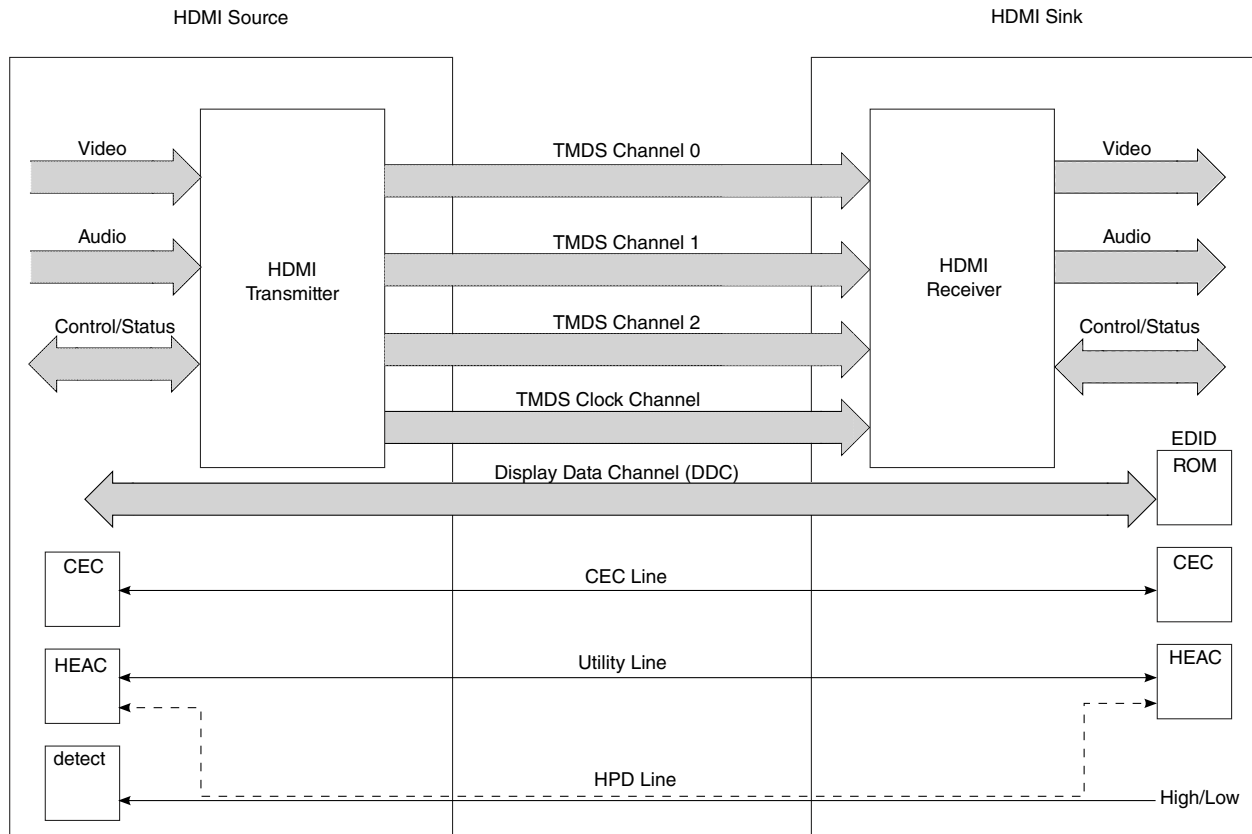 HDMI Source
HDMI Sink
Video
TMDS Channel 0
Video
Audio
TMDS Channel 1
Audio
HDMI
Transmitter
HDMI
Receiver
Control/Status
TMDS Channel 2
Control/Status
TMDS Clock Channel
EDID
ROM
Display Data Channel (DDC)
CEC
CEC Line
CEC
HEAC
Utility Line
HEAC
detect
HPD Line
High/Low